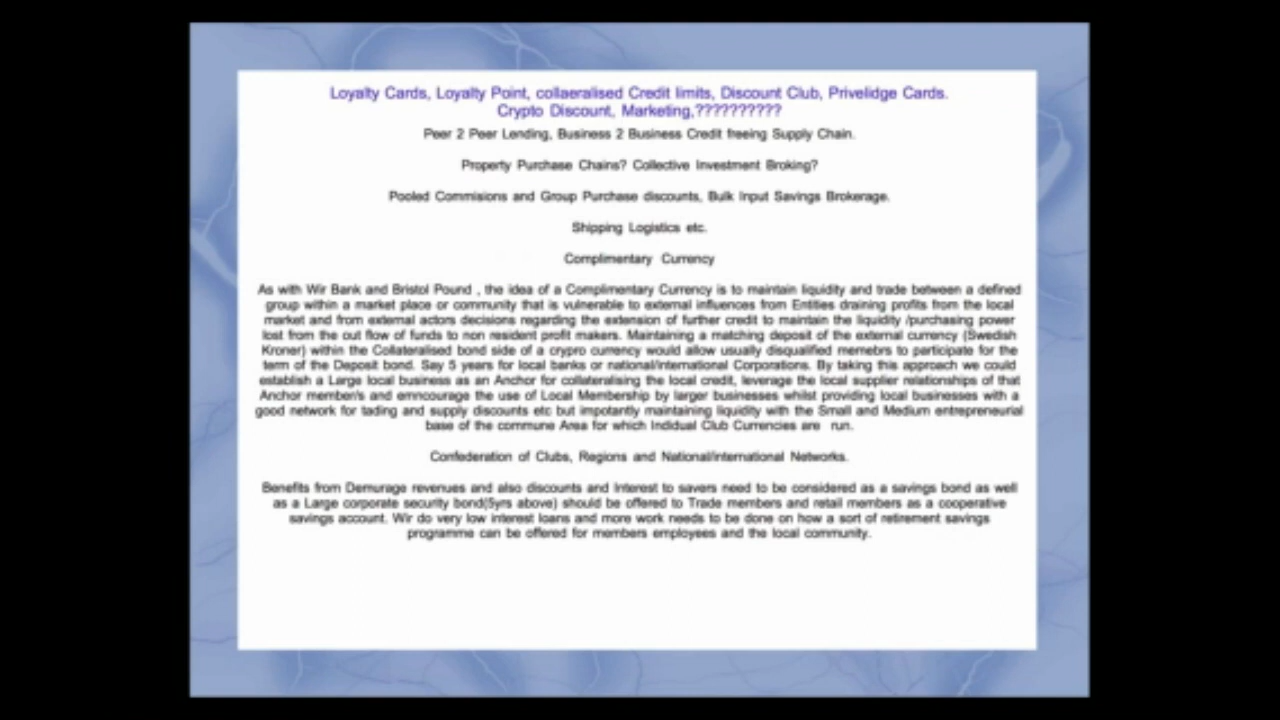 Loyalty Cards, Loyalty Point, collaeralised Credit limits, Discount Club, Privelidge Cards.
Crypto Discount, Marketing,??????????
Peer 2 Peer Lending, Business 2 Business Credit freeing Supply Chain.
Property Purchase Chains? Collective Investment Broking?
Pooled Commisions and Group Purchase discounts, Bulk Input Savings Brokerage.
Shipping Logistics etc.
Complimentary Currency
As with Wir Bank and Bristol Pound , the idea of a Complimentary Currency is to maintain liquidity and trade between a defined
group within a market place or community that is vulnerable to external influences from Entities draining profits from the local
market and from external actors decisions regarding the extension of further credit to maintain the liquidity /purchasing power
lost from the out flow of funds to non resident profit makers. Maintaining a matching deposit of the external currency (Swedish
Kroner) within the Collateralised bond side of a crypro currency would allow usually disqualified memebrs to participate for the
term of the Deposit bond. Say 5 years for local banks or national/international Corporations. By taking this approach we could
establish a Large local business as an Anchor for collateralising the local credit, leverage the local supplier relationships of that
Anchor member/s and emncourage the use of Local Membership by larger businesses whilst providing local businesses with a
good network for tading and supply discounts etc but impotantly maintaining liquidity with the Small and Medium entrepreneurial
base of the commune Area for which Indidual Club Currencies are run.
Confederation of Clubs, Regions and National/international Networks.
Benefits from Demurage revenues and also discounts and Interest to savers need to be considered as a savings bond as well
as a Large corporate security bond(5yrs above) should be offered to Trade members and retail members as a cooperative
savings account. Wir do very low interest loans and more work needs to be done on how a sort of retirement savings
programme can be offered for members employees and the local community.